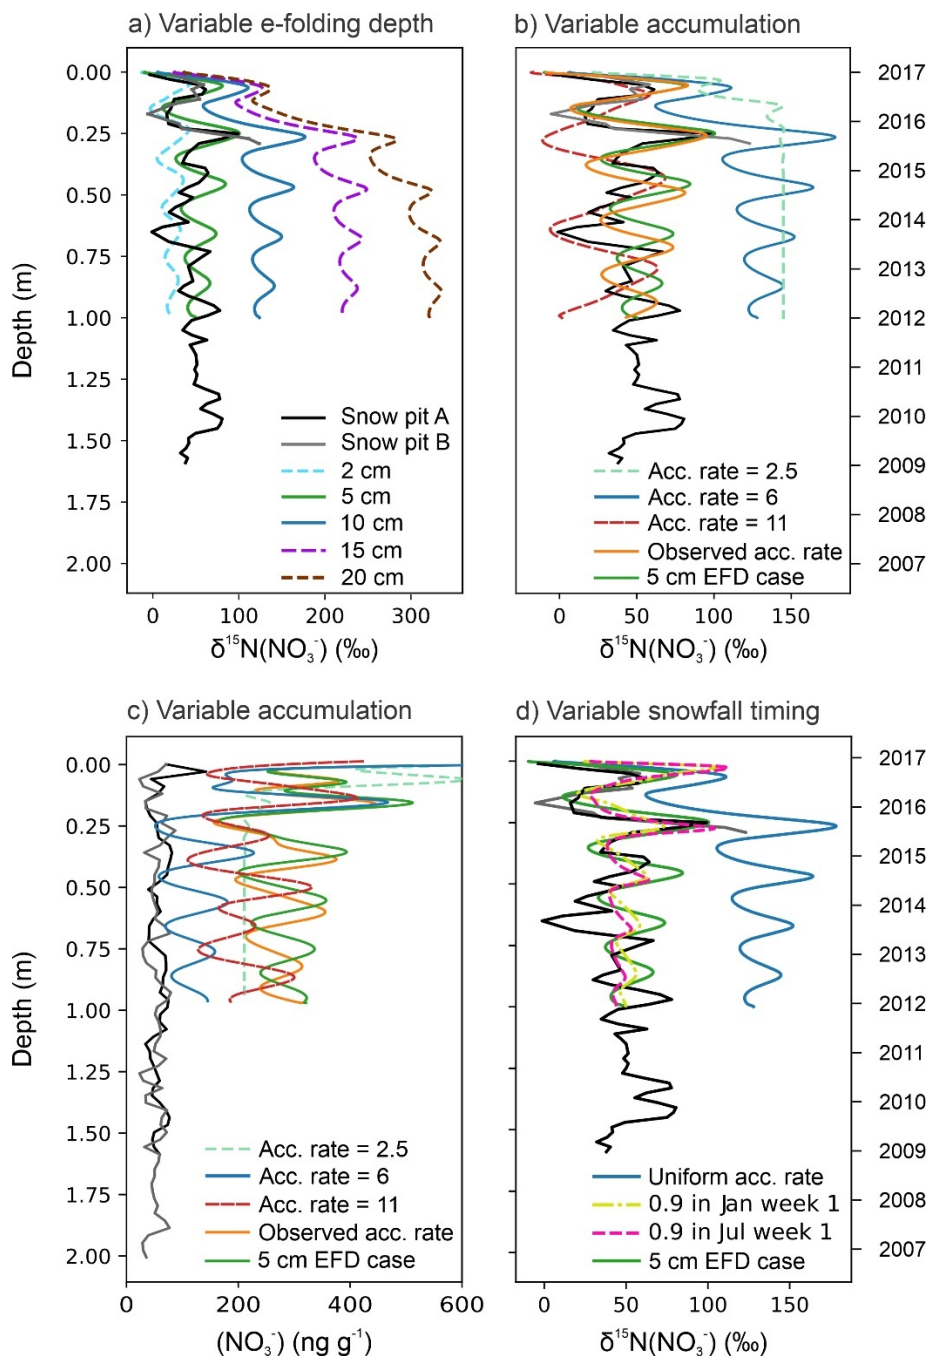 a) Variable e-folding depth
0.00
0.25
0.50
0.75
1.00
1.25
1.50
1.75
2.00
Depth (m)
Snow pit A
Snow pit B
2 cm
5 cm
10 cm
15 cm
20 cm
0 100 200 300
δ¹⁵N(NO₃⁻) (‰)
b) Variable accumulation
2017
2016
2015
2014
2013
2012
2011
2010
2009
2008
2007
Acc. rate = 2.5
Acc. rate = 6
Acc. rate = 11
Observed acc. rate
5 cm EFD case
0 50 100 150
δ¹⁵N(NO₃⁻) (‰)
c) Variable accumulation
0.00
0.25
0.50
0.75
1.00
1.25
1.50
1.75
2.00
Depth (m)
Acc. rate = 2.5
Acc. rate = 6
Acc. rate = 11
Observed acc. rate
5 cm EFD case
0 200 400 600
(NO₃⁻) (ng g⁻¹)
d) Variable snowfall timing
2017
2016
2015
2014
2013
2012
2011
2010
2009
2008
2007
Uniform acc. rate
0.9 in Jan week 1
0.9 in Jul week 1
5 cm EFD case
0 50 100 150
δ¹⁵N(NO₃⁻) (‰)